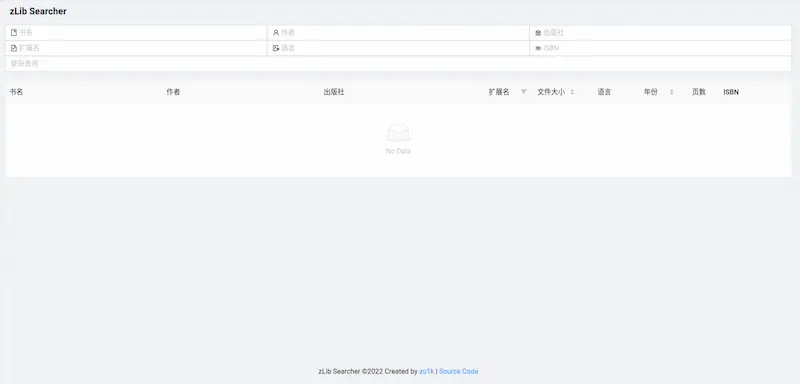 zLib Searcher
书名 作者 出版社
扩展名 语言 ISBN
复杂查询
书名 作者 出版社 扩展名 文件大小 语言 年份 页数 ISBN
No Data
zLib Searcher ©2022 Created by zu1k | Source Code